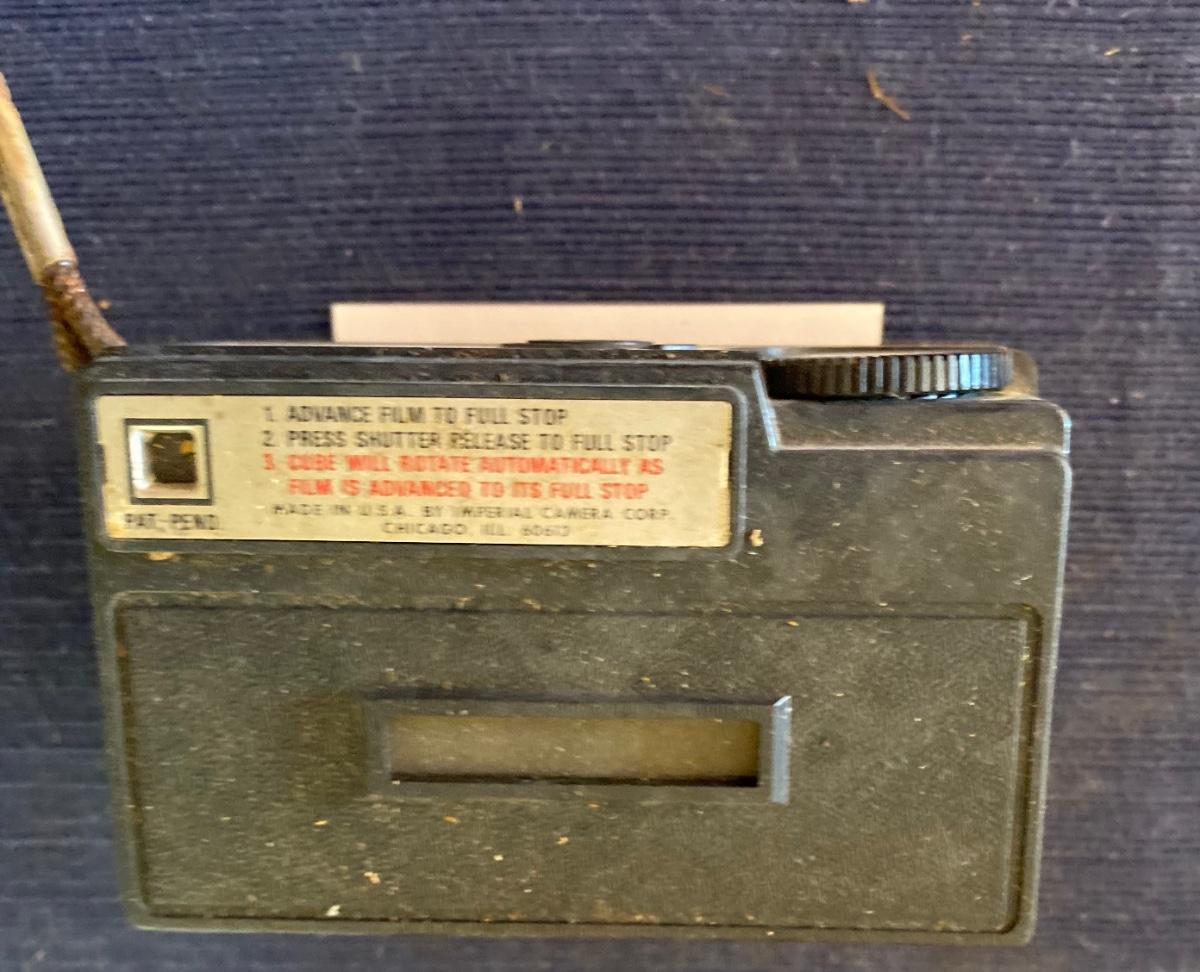 1. ADVANCE FILM TO FULL STOP
2. PRESS SHUTTER RELEASE TO FULL STOP
3. CUBE WILL ROTATE AUTOMATICALLY AS
FILM IS ADVANCED TO ITS FULL STOP
MADE IN U.S.A. BY IMPERIAL CAMERA CORP.
CHICAGO, ILL.
PAT. PEND.